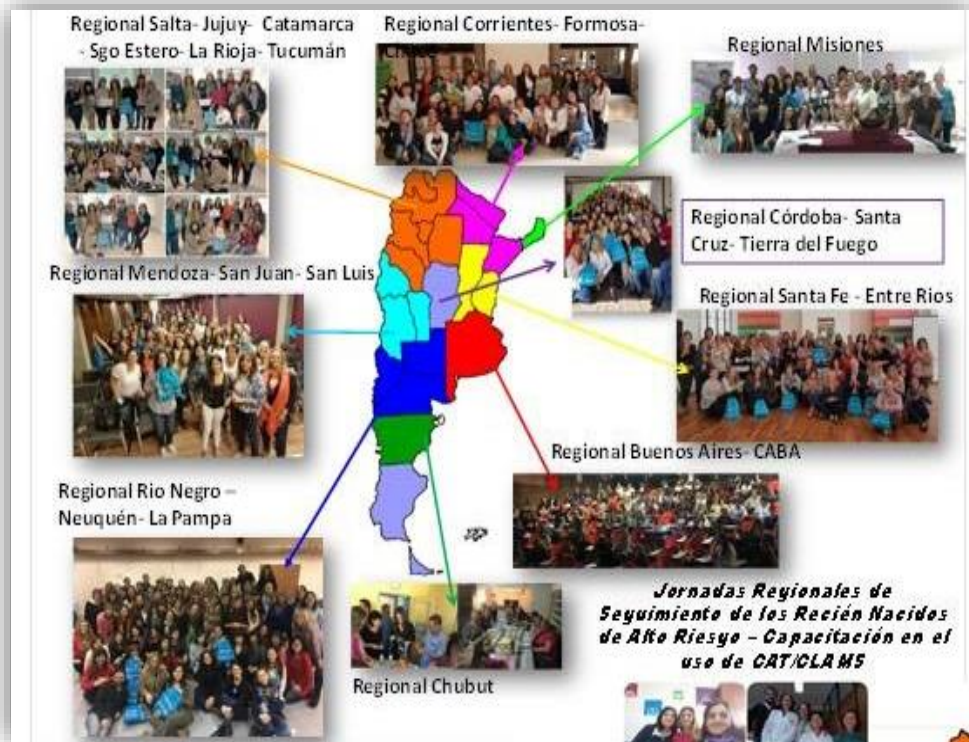 Regional Salta- Jujuy- Catamarca
- Sgo Estero- La Rioja- Tucumán
Regional Corrientes- Formosa-
Regional Misiones
Regional Córdoba- Santa
Cruz- Tierra del Fuego
Regional Mendoza- San Juan- San Luis
Regional Santa Fe - Entre Rios
Regional Buenos Aires- CABA
Regional Rio Negro –
Neuquén- La Pampa
Regional Chubut
Jornadas Regionales de
Seguimiento de los Recién Nacidos
de Alto Riesgo – Capacitación en el
uso de CAT/CLAMS